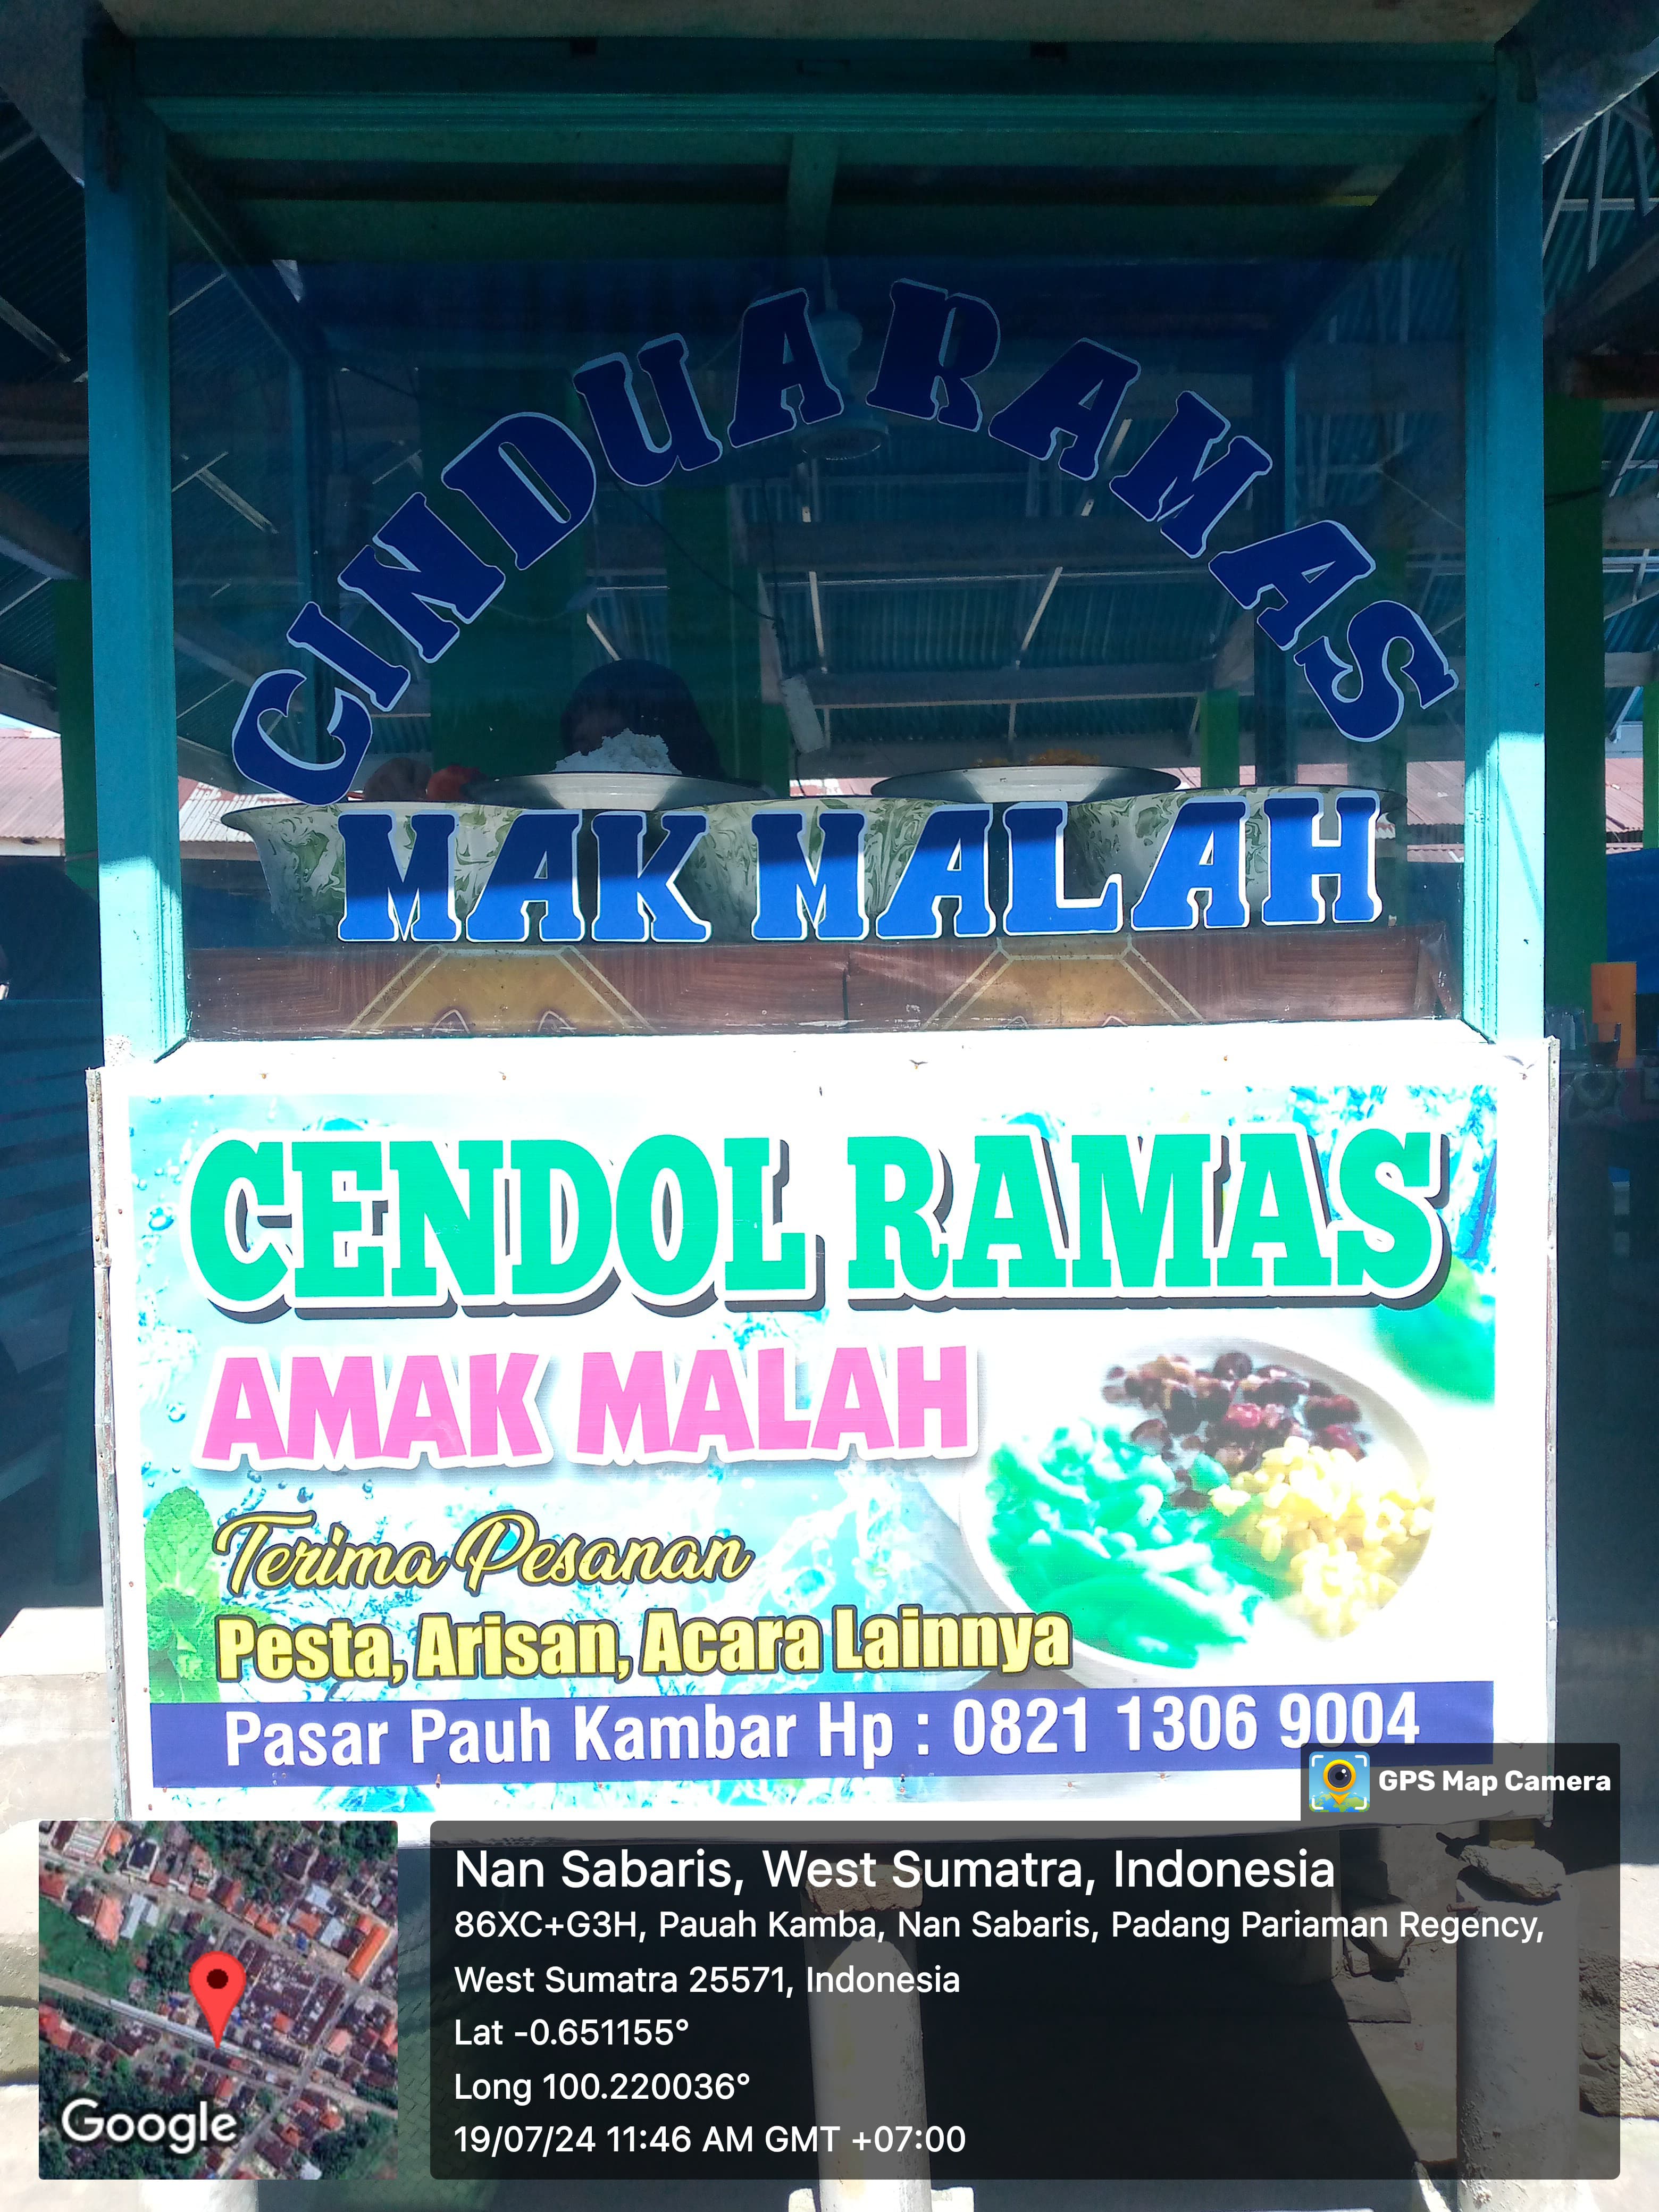 CINDUA RAMAS
MAK MALAH
CENDOL RAMAS
AMAK MALAH
Terima Pesanan
Pesta, Arisan, Acara Lainnya
Pasar Pauh Kambar Hp : 0821 1306 9004
GPS Map Camera
Nan Sabaris, West Sumatra, Indonesia
86XC+G3H, Pauah Kamba, Nan Sabaris, Padang Pariaman Regency,
West Sumatra 25571, Indonesia
Lat -0.651155°
Long 100.220036°
19/07/24 11:46 AM GMT +07:00
Google